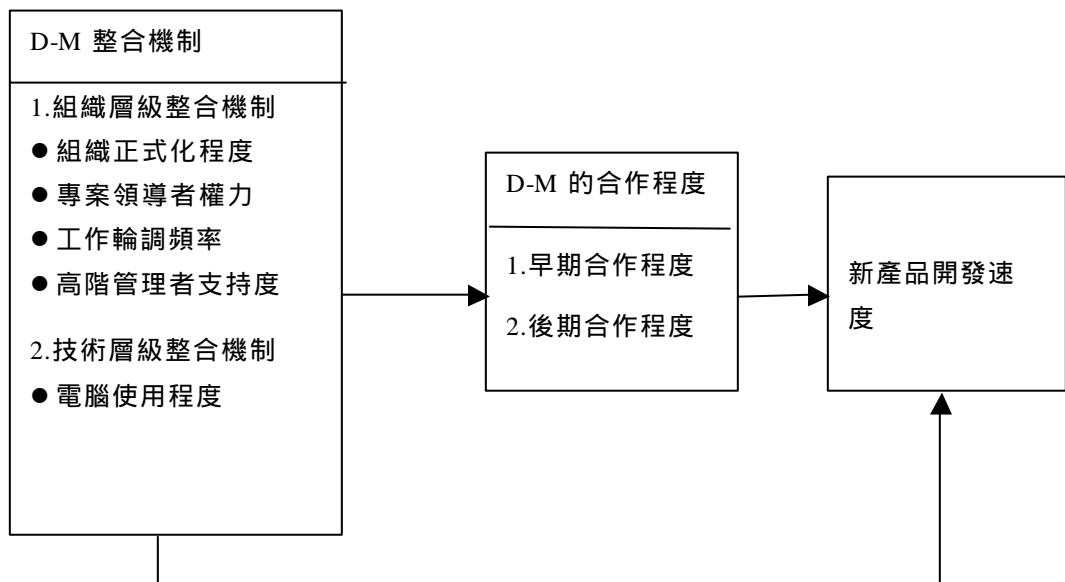 D-M 整合機制
1.組織層級整合機制
●組織正式化程度
●專案領導者權力
●工作輪調頻率
●高階管理者支持度
2.技術層級整合機制
●電腦使用程度
D-M 的合作程度
1.早期合作程度
2.後期合作程度
新產品開發速
度